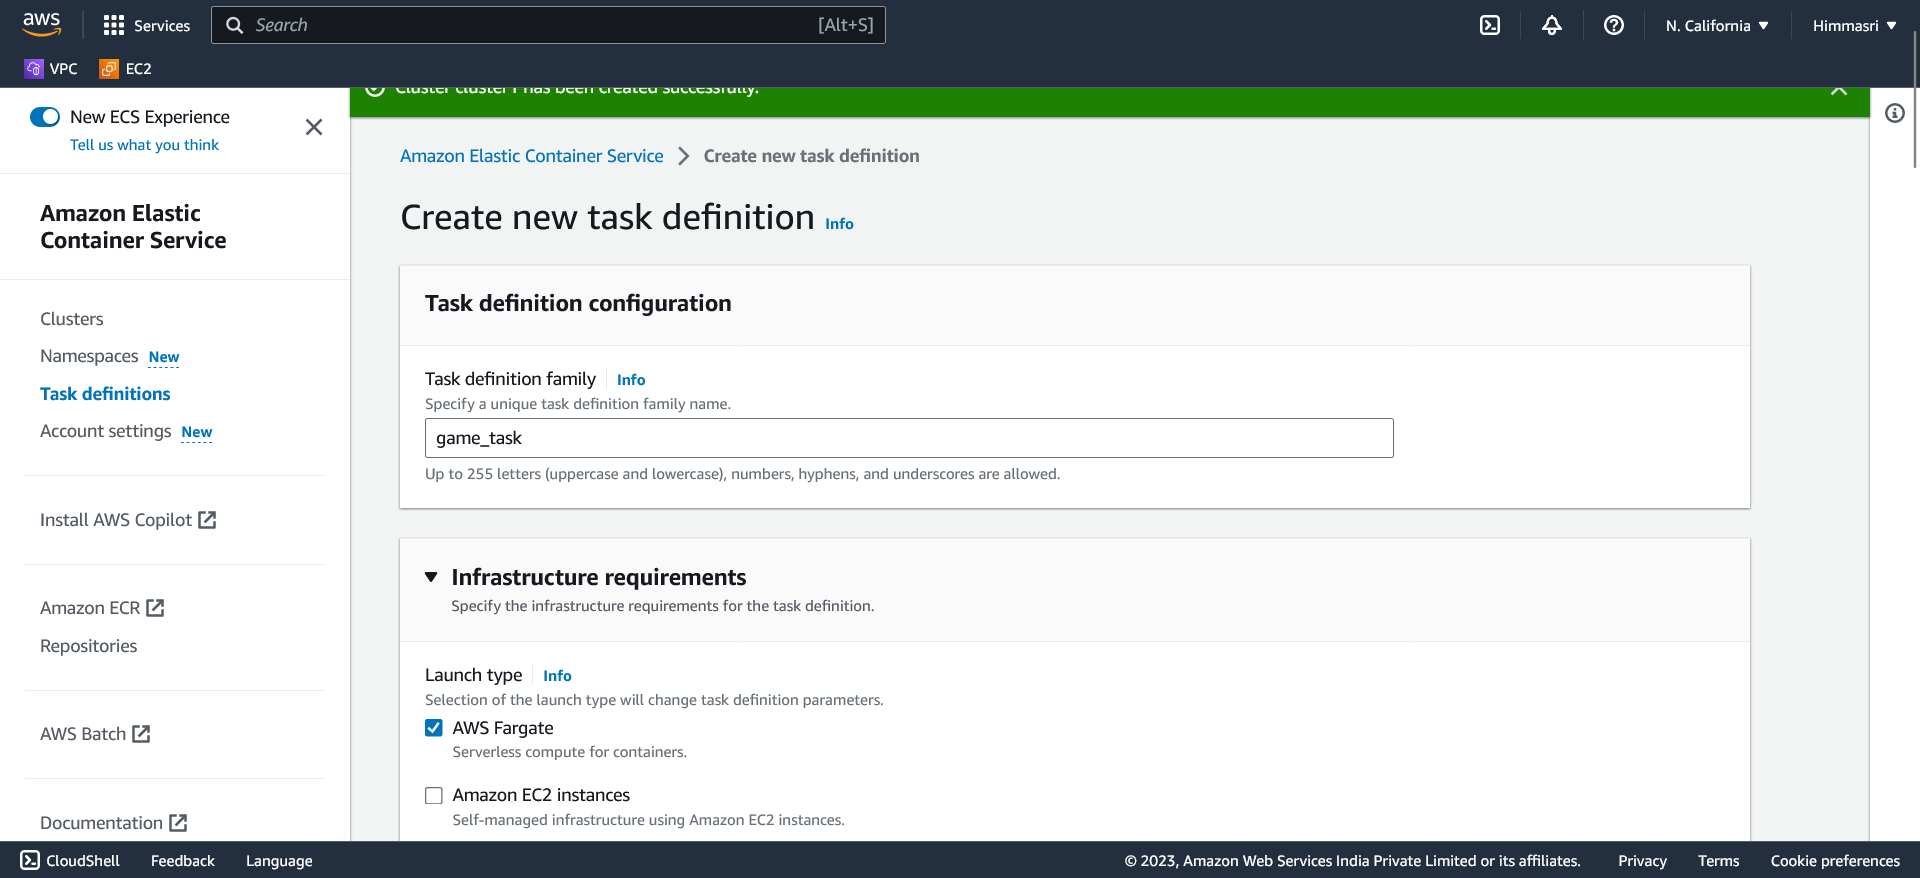 aws
Services
Search
[Alt+S]
N. California
Himmasri
VPC
EC2
New ECS Experience
Tell us what you think
Amazon Elastic
Container Service
Clusters
Namespaces New
Task definitions
Account settings New
Install AWS Copilot
Amazon ECR
Repositories
AWS Batch
Documentation
has been created successfully.
Amazon Elastic Container Service
Create new task definition
Create new task definition Info
Task definition configuration
Task definition family Info
Specify a unique task definition family name.
game_task
Up to 255 letters (uppercase and lowercase), numbers, hyphens, and underscores are allowed.
Infrastructure requirements
Specify the infrastructure requirements for the task definition.
Launch type Info
Selection of the launch type will change task definition parameters.
AWS Fargate
Serverless compute for containers.
Amazon EC2 instances
Self-managed infrastructure using Amazon EC2 instances.
CloudShell
Feedback
Language
© 2023, Amazon Web Services India Private Limited or its affiliates.
Privacy
Terms
Cookie preferences